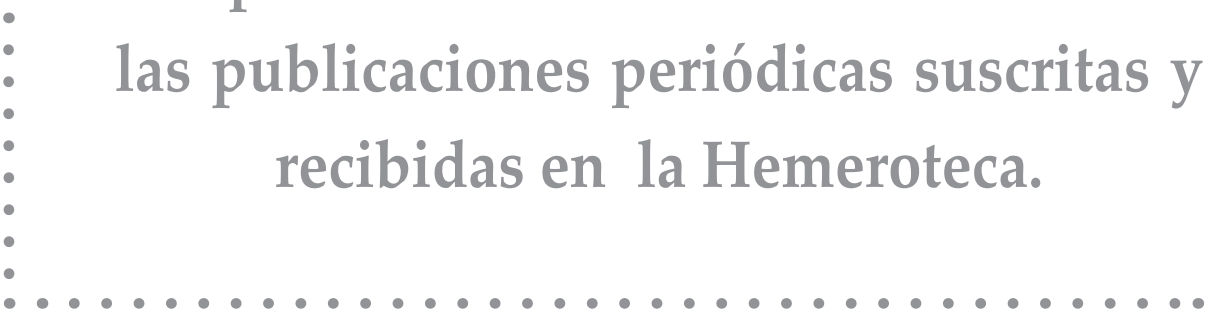 las publicaciones periódicas suscritas y
recibidas en  la Hemeroteca.